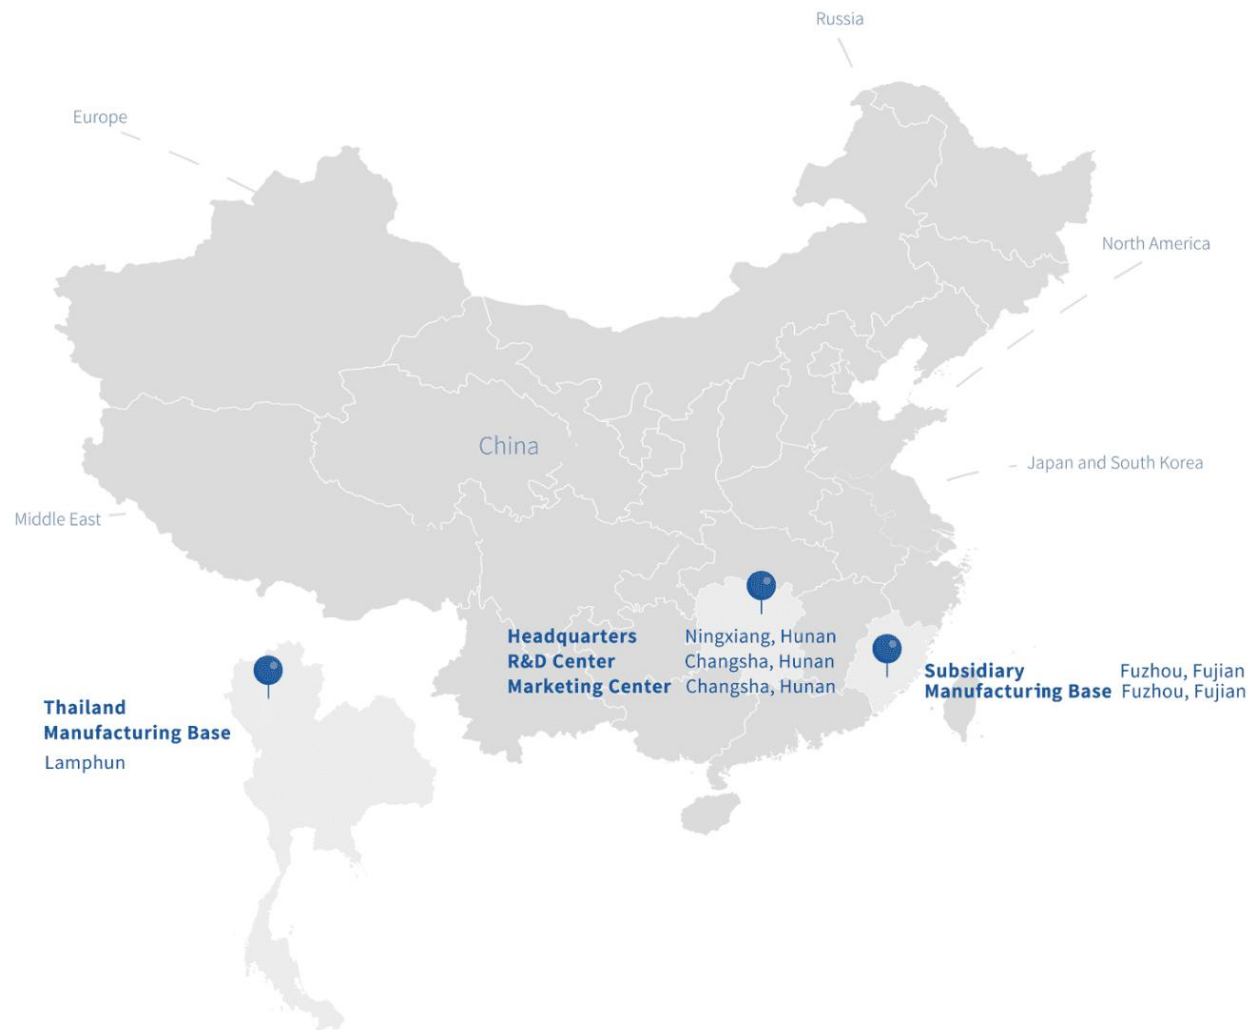 Russia
Europe
North America
China
Japan and South Korea
Middle East
Headquarters Ningxiang, Hunan
R&D Center Changsha, Hunan
Marketing Center Changsha, Hunan
Subsidiary Fuzhou, Fujian
Manufacturing Base Fuzhou, Fujian
Thailand
Manufacturing Base
Lamphun